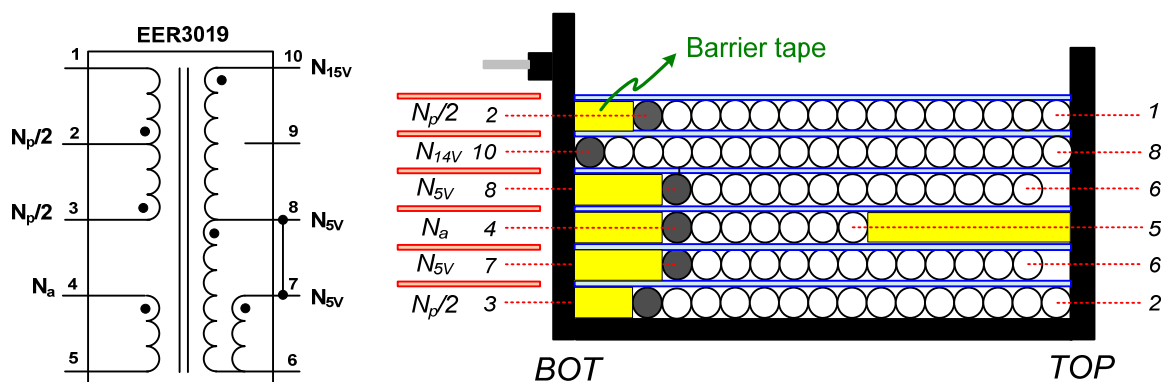 EER3019
1
10
N15V
Np/2
2
9
Np/2
3
8
N5V
Na
4
7
N5V
5
6
Barrier tape
Np/2 2 1
N14V 10 8
N5V 8 6
Na 4 5
N5V 7 6
Np/2 3 2
BOT TOP